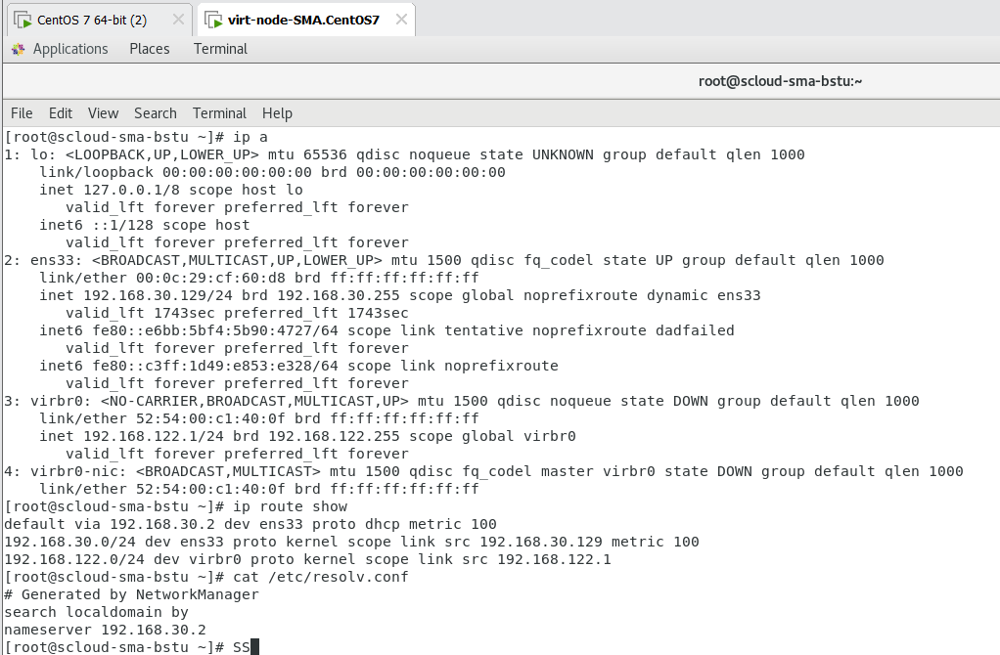 CentOS 7 64-bit (2)
virt-node-SMA.CentOS7
Applications Places Terminal
root@scloud-sma-bstu:~
File Edit View Search Terminal Help
[root@scloud-sma-bstu ~]# ip a
1: lo: <LOOPBACK,UP,LOWER_UP> mtu 65536 qdisc noqueue state UNKNOWN group default qlen 1000
    link/loopback 00:00:00:00:00:00 brd 00:00:00:00:00:00
    inet 127.0.0.1/8 scope host lo
       valid_lft forever preferred_lft forever
    inet6 ::1/128 scope host
       valid_lft forever preferred_lft forever
2: ens33: <BROADCAST,MULTICAST,UP,LOWER_UP> mtu 1500 qdisc fq_codel state UP group default qlen 1000
    link/ether 00:0c:29:cf:60:d8 brd ff:ff:ff:ff:ff:ff
    inet 192.168.30.129/24 brd 192.168.30.255 scope global noprefixroute dynamic ens33
       valid_lft 1743sec preferred_lft 1743sec
    inet6 fe80::e6bb:5bf4:5b90:4727/64 scope link tentative noprefixroute dadfailed
       valid_lft forever preferred_lft forever
    inet6 fe80::c3ff:1d49:e853:e328/64 scope link noprefixroute
       valid_lft forever preferred_lft forever
3: virbr0: <NO-CARRIER,BROADCAST,MULTICAST,UP> mtu 1500 qdisc noqueue state DOWN group default qlen 1000
    link/ether 52:54:00:c1:40:0f brd ff:ff:ff:ff:ff:ff
    inet 192.168.122.1/24 brd 192.168.122.255 scope global virbr0
       valid_lft forever preferred_lft forever
4: virbr0-nic: <BROADCAST,MULTICAST> mtu 1500 qdisc fq_codel master virbr0 state DOWN group default qlen 1000
    link/ether 52:54:00:c1:40:0f brd ff:ff:ff:ff:ff:ff
[root@scloud-sma-bstu ~]# ip route show
default via 192.168.30.2 dev ens33 proto dhcp metric 100
192.168.30.0/24 dev ens33 proto kernel scope link src 192.168.30.129 metric 100
192.168.122.0/24 dev virbr0 proto kernel scope link src 192.168.122.1
[root@scloud-sma-bstu ~]# cat /etc/resolv.conf
# Generated by NetworkManager
search localdomain by
nameserver 192.168.30.2
[root@scloud-sma-bstu ~]# SS